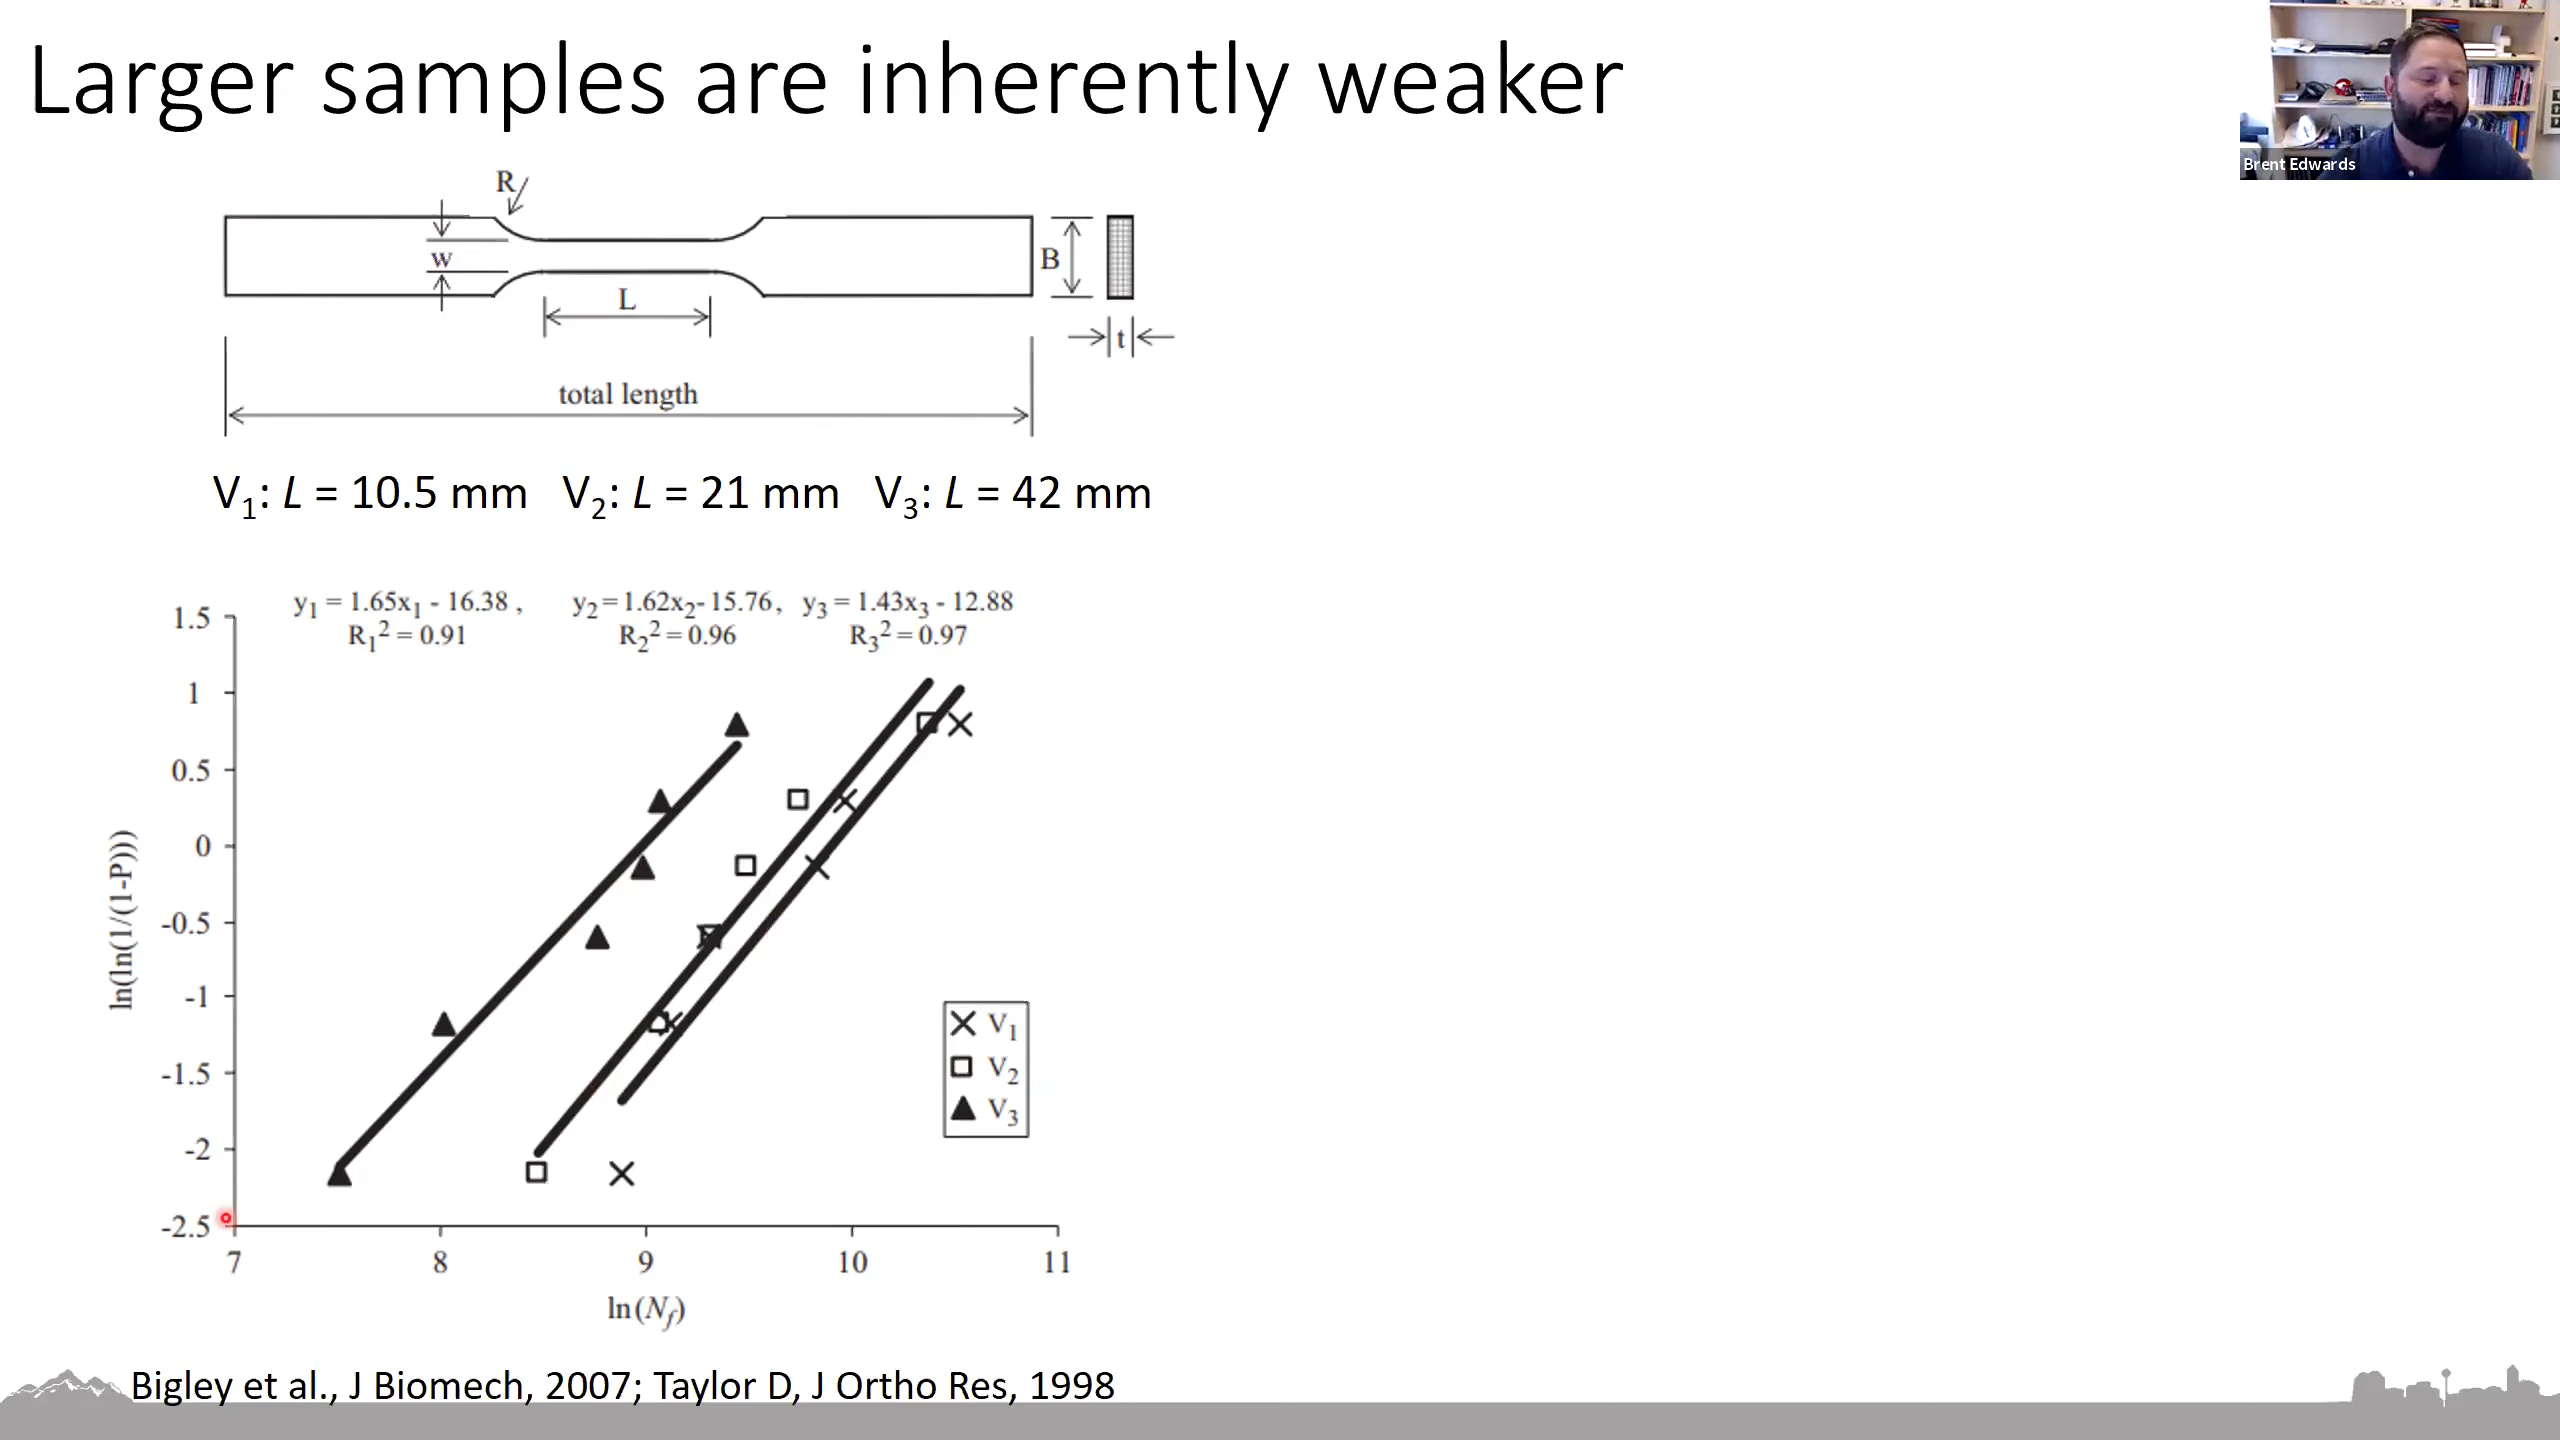 Larger samples are inherently weaker
Brent Edwards
R
w
L
B
t
total length
V₁: L = 10.5 mm V₂: L = 21 mm V₃: L = 42 mm
y₁ = 1.65x₁ - 16.38 , y₂=1.62x₂- 15.76, y₃ = 1.43x₃ - 12.88
R₁² = 0.91 R₂² = 0.96 R₃² = 0.97
1.5
1
0.5
0
-0.5
-1
-1.5
-2
-2.5
ln(ln(1/(1-P)))
V₁
V₂
V₃
7 8 9 10 11
ln(Nf)
Bigley et al., J Biomech, 2007; Taylor D, J Ortho Res, 1998